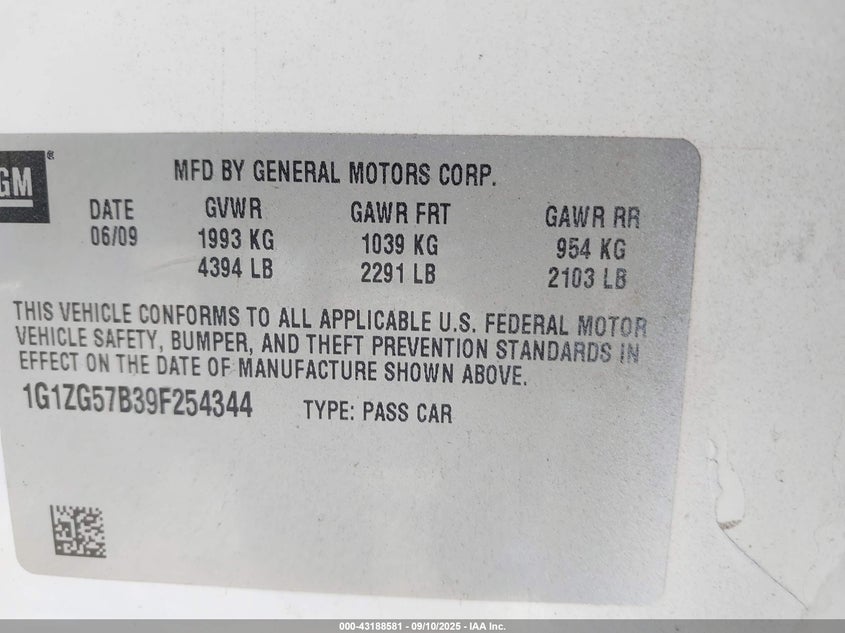 GM®
MFD BY GENERAL MOTORS CORP.
DATE GVWR GAWR FRT GAWR RR
06/09 1993 KG 1039 KG 954 KG
4394 LB 2291 LB 2103 LB
THIS VEHICLE CONFORMS TO ALL APPLICABLE U.S. FEDERAL MOTOR
VEHICLE SAFETY, BUMPER, AND THEFT PREVENTION STANDARDS IN
EFFECT ON THE DATE OF MANUFACTURE SHOWN ABOVE.
1G1ZG57B39F254344 TYPE: PASS CAR
000-43188581 - 09/10/2025 - IAA Inc.